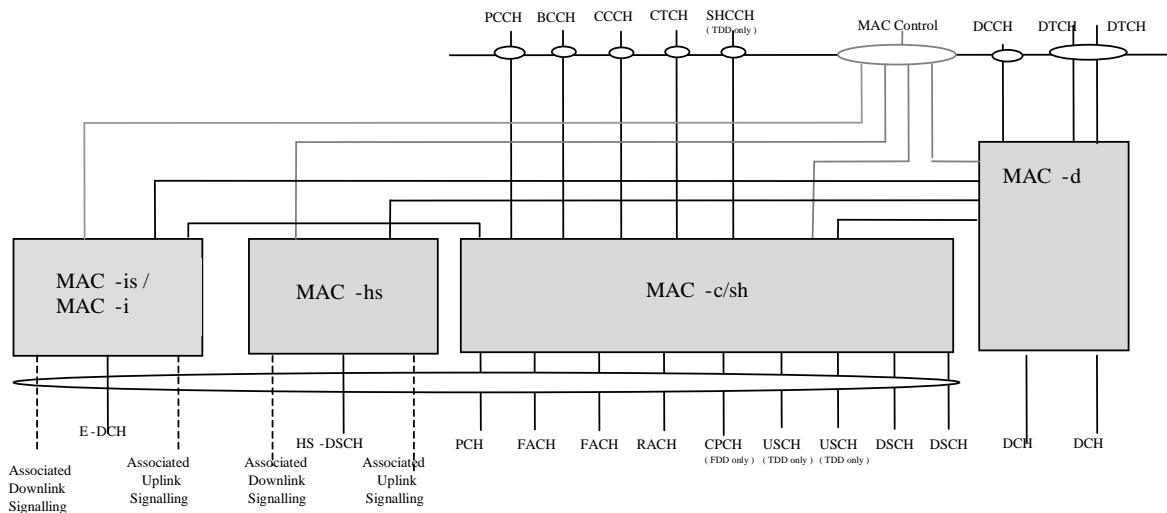 PCCH BCCH CCCH CTCH SHCCH MAC Control DCCH DTCH DTCH
( TDD only )
MAC -d
MAC -is /
MAC -i
MAC -hs
MAC -c/sh
E -DCH
HS -DSCH
PCH FACH FACH RACH CPCH USCH USCH DSCH DSCH DCH DCH
( FDD only ) ( TDD only ) ( TDD only )
Associated
Downlink
Signalling
Associated
Uplink
Signalling
Associated
Downlink
Signalling
Associated
Uplink
Signalling